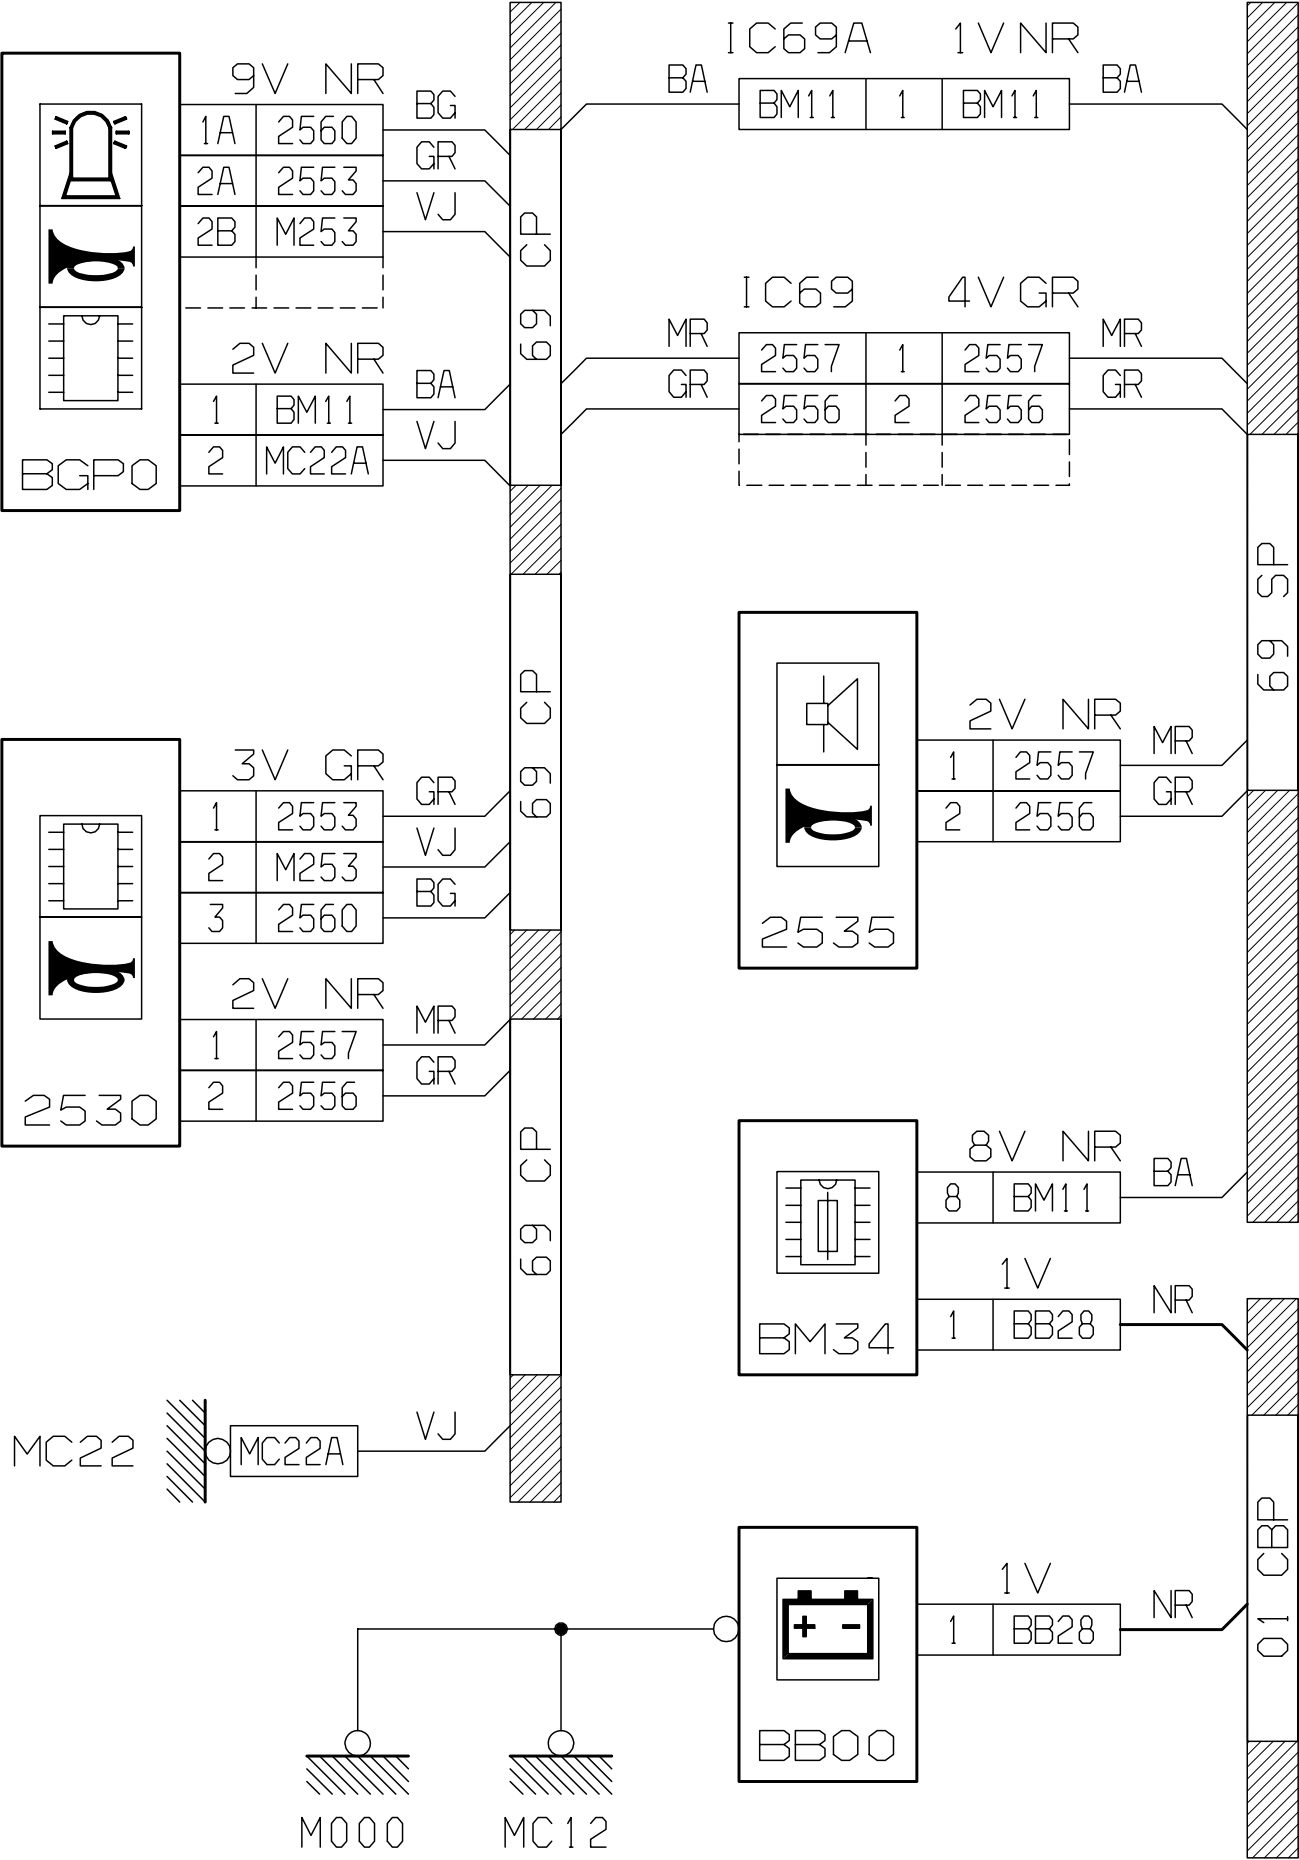 9V NR
1A 2560 BG
2A 2553 GR
2B M253 VJ
2V NR
1 BM11 BA
2 MC22A VJ
BGP0
69 CP
IC69A 1V NR
BA BM11 1 BM11 BA
IC69 4V GR
MR 2557 1 2557 MR
GR 2556 2 2556 GR
69 SP
3V GR
1 2553 GR
2 M253 VJ
3 2560 BG
2V NR
1 2557 MR
2 2556 GR
2530
69 CP
2V NR
1 2557 MR
2 2556 GR
2535
69 CP
8V NR
8 BM11 BA
1V
1 BB28 NR
BM34
MC22 MC22A VJ
01 CBP
1V
+ -
1 BB28 NR
BB00
M000 MC12